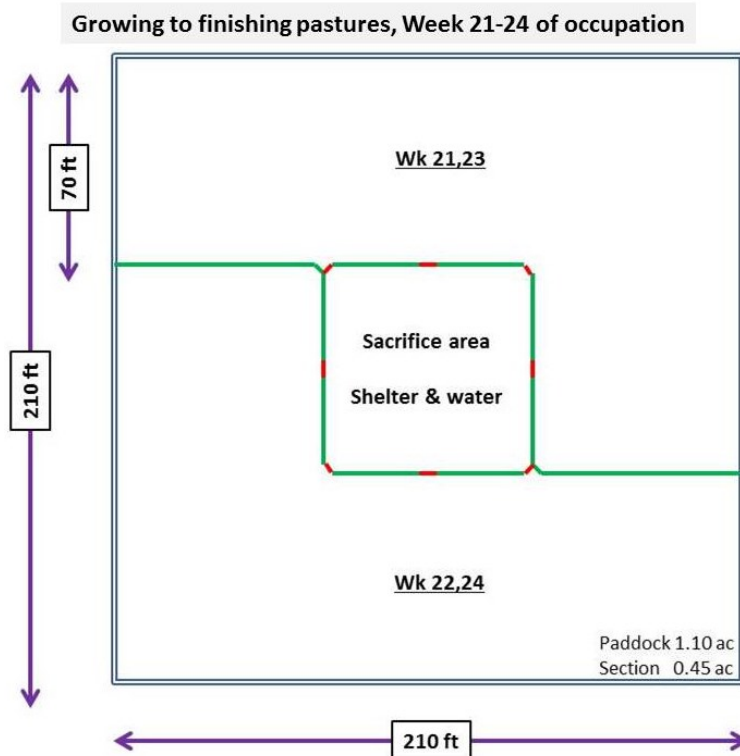 Growing to finishing pastures, Week 21-24 of occupation
70 ft
210 ft
Wk 21,23
Sacrifice area
Shelter & water
Wk 22,24
Paddock 1.10 ac
Section 0.45 ac
210 ft